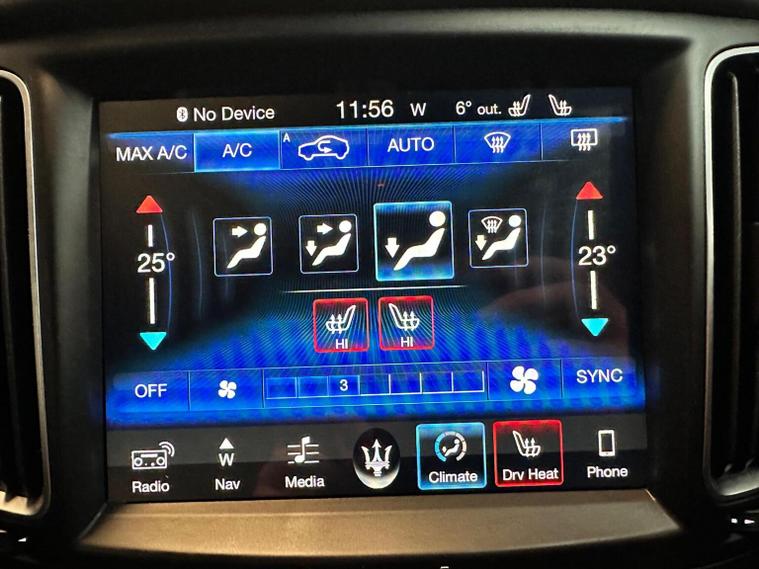 No Device 11:56 W 6° out.
MAX A/C A/C A AUTO
25° 23°
HI HI
OFF 3 SYNC
W
Radio Nav Media Climate Drv Heat Phone